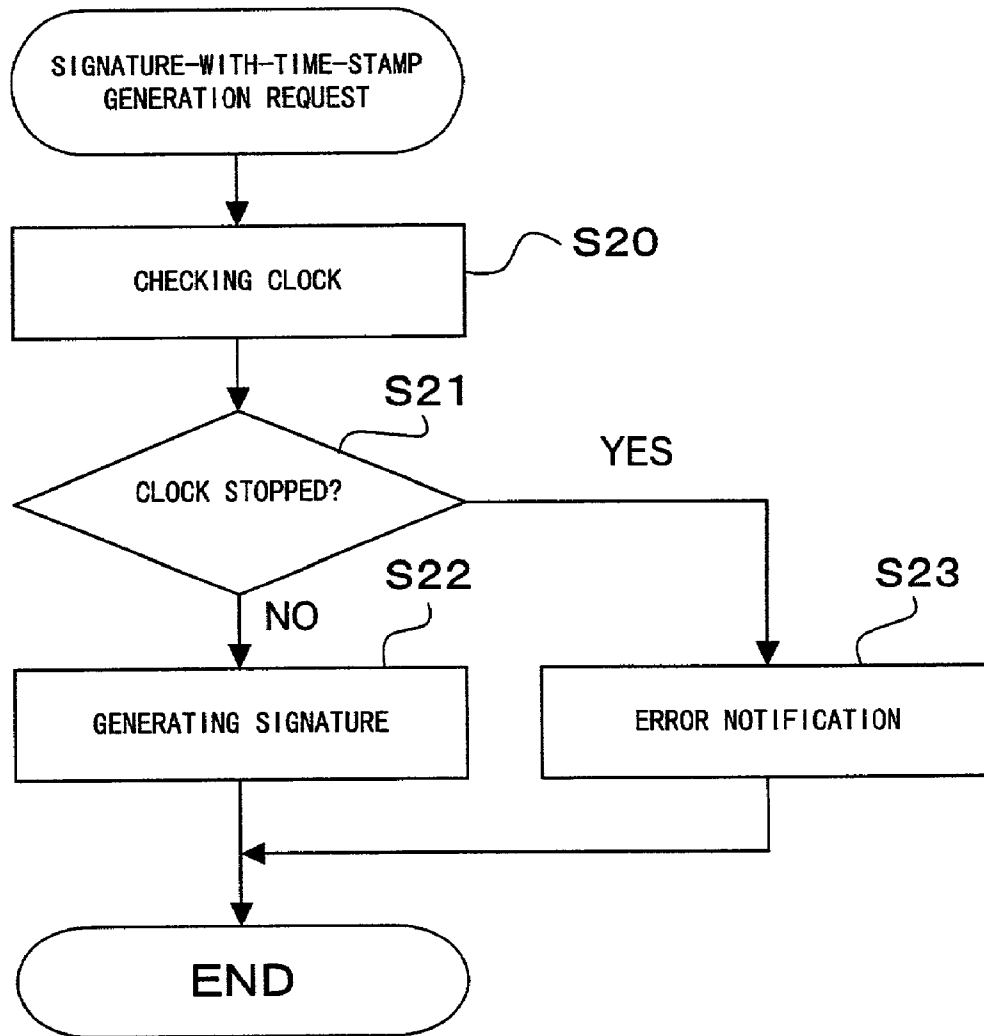 SIGNATURE-WITH-TIME-STAMP
GENERATION REQUEST
S20
CHECKING CLOCK
S21
CLOCK STOPPED?
YES
NO
S22
GENERATING SIGNATURE
S23
ERROR NOTIFICATION
END